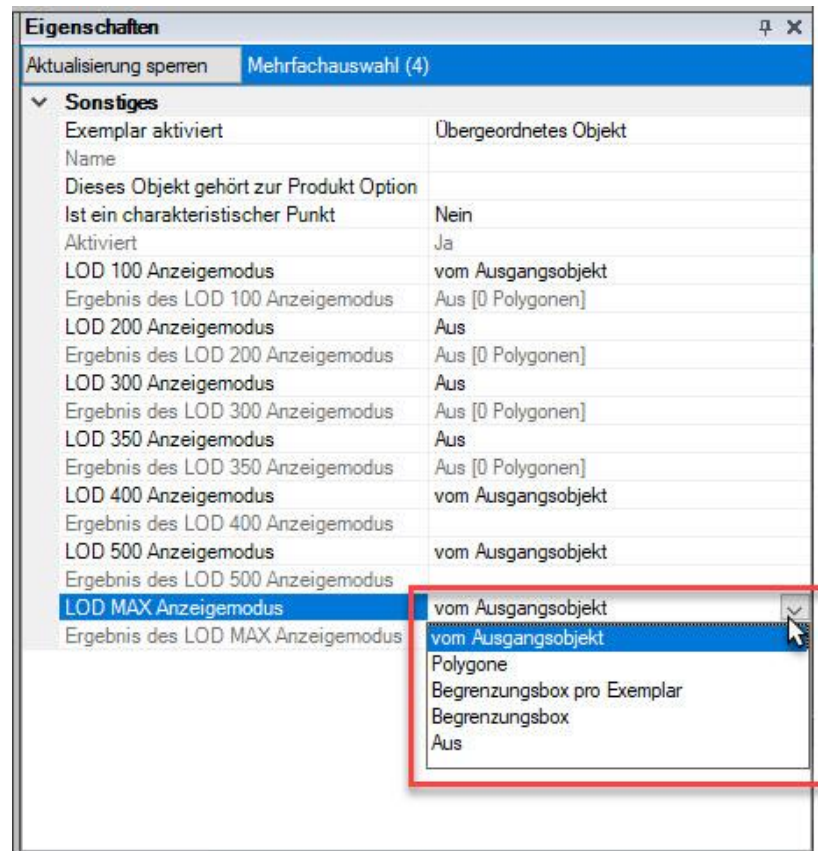 Eigenschaften
Aktualisierung sperren Mehrfachauswahl (4)
Sonstiges
Exemplar aktiviert Übergeordnetes Objekt
Name
Dieses Objekt gehört zur Produkt Option
Ist ein charakteristischer Punkt Nein
Aktiviert Ja
LOD 100 Anzeigemodus vom Ausgangsobjekt
Ergebnis des LOD 100 Anzeigemodus Aus [0 Polygonen]
LOD 200 Anzeigemodus Aus
Ergebnis des LOD 200 Anzeigemodus Aus [0 Polygonen]
LOD 300 Anzeigemodus Aus
Ergebnis des LOD 300 Anzeigemodus Aus [0 Polygonen]
LOD 350 Anzeigemodus Aus
Ergebnis des LOD 350 Anzeigemodus Aus [0 Polygonen]
LOD 400 Anzeigemodus vom Ausgangsobjekt
Ergebnis des LOD 400 Anzeigemodus
LOD 500 Anzeigemodus vom Ausgangsobjekt
Ergebnis des LOD 500 Anzeigemodus
LOD MAX Anzeigemodus vom Ausgangsobjekt
Ergebnis des LOD MAX Anzeigemodus vom Ausgangsobjekt
Polygone
Begrenzungsbox pro Exemplar
Begrenzungsbox
Aus